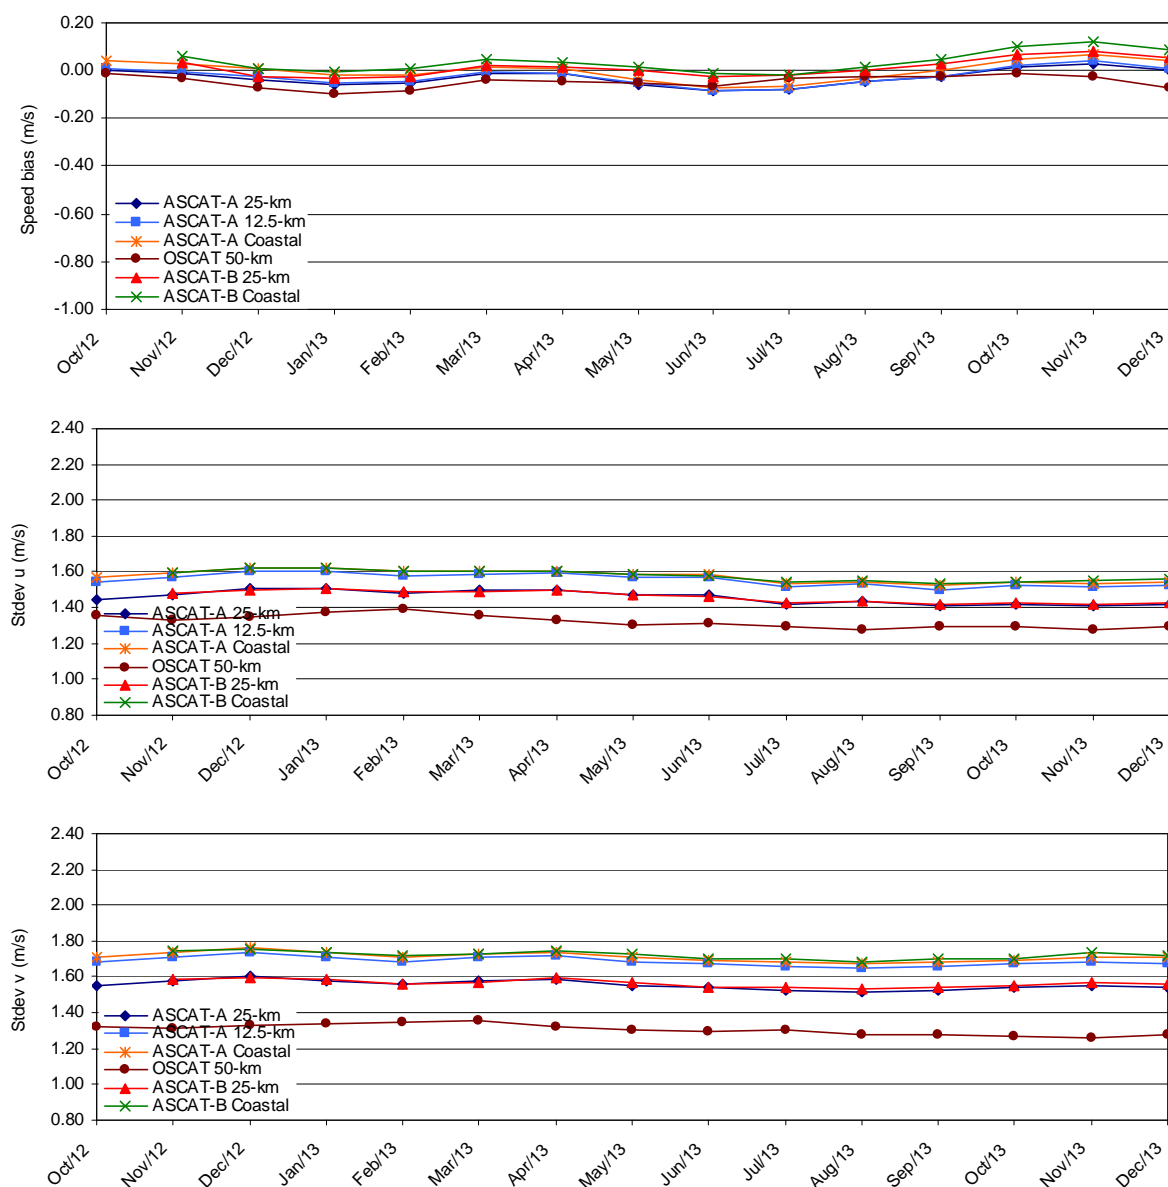 0.20
0.00
-0.20
-0.40
-0.60
-0.80
-1.00
Speed bias (m/s)
ASCAT-A 25-km
ASCAT-A 12.5-km
ASCAT-A Coastal
OSCAT 50-km
ASCAT-B 25-km
ASCAT-B Coastal
Oct/12 Nov/12 Dec/12 Jan/13 Feb/13 Mar/13 Apr/13 May/13 Jun/13 Jul/13 Aug/13 Sep/13 Oct/13 Nov/13 Dec/13
2.40
2.20
2.00
1.80
1.60
1.40
1.20
1.00
0.80
Stdev u (m/s)
ASCAT-A 25-km
ASCAT-A 12.5-km
ASCAT-A Coastal
OSCAT 50-km
ASCAT-B 25-km
ASCAT-B Coastal
Oct/12 Nov/12 Dec/12 Jan/13 Feb/13 Mar/13 Apr/13 May/13 Jun/13 Jul/13 Aug/13 Sep/13 Oct/13 Nov/13 Dec/13
2.40
2.20
2.00
1.80
1.60
1.40
1.20
1.00
0.80
Stdev v (m/s)
ASCAT-A 25-km
ASCAT-A 12.5-km
ASCAT-A Coastal
OSCAT 50-km
ASCAT-B 25-km
ASCAT-B Coastal
Oct/12 Nov/12 Dec/12 Jan/13 Feb/13 Mar/13 Apr/13 May/13 Jun/13 Jul/13 Aug/13 Sep/13 Oct/13 Nov/13 Dec/13